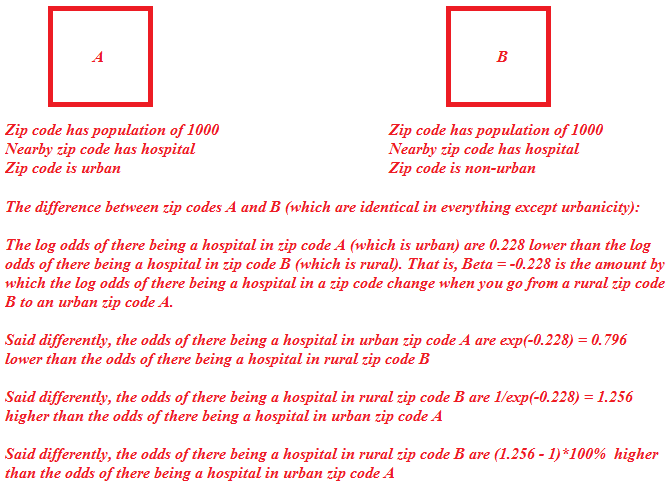 A
B
Zip code has population of 1000
Nearby zip code has hospital
Zip code is urban
Zip code has population of 1000
Nearby zip code has hospital
Zip code is non-urban
The difference between zip codes A and B (which are identical in everything except urbanicity):
The log odds of there being a hospital in zip code A (which is urban) are 0.228 lower than the log
odds of there being a hospital in zip code B (which is rural). That is, Beta = -0.228 is the amount by
which the log odds of there being a hospital in a zip code change when you go from a rural zip code
B to an urban zip code A.
Said differently, the odds of there being a hospital in urban zip code A are exp(-0.228) = 0.796
lower than the odds of there being a hospital in rural zip code B
Said differently, the odds of there being a hospital in rural zip code B are 1/exp(-0.228) = 1.256
higher than the odds of there being a hospital in urban zip code A
Said differently, the odds of there being a hospital in rural zip code B are (1.256 - 1)*100% higher
than the odds of there being a hospital in urban zip code A